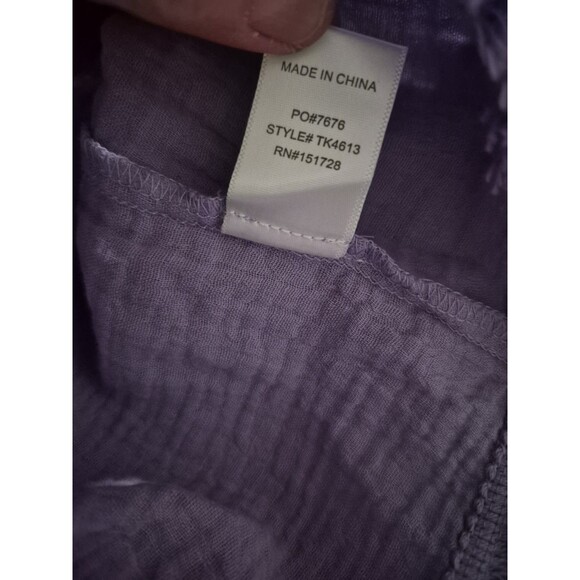 MADE IN CHINA
PO#7676
STYLE# TK4613
RN#151728